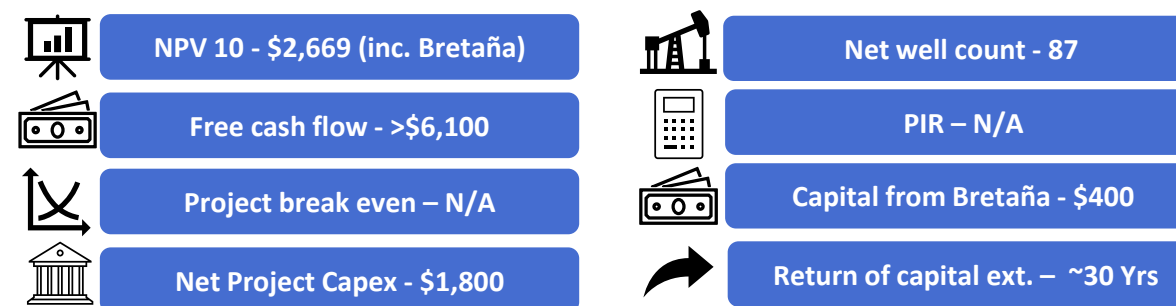 NPV 10 - $2,669 (inc. Bretaña)
Free cash flow - >$6,100
Project break even – N/A
Net Project Capex - $1,800
Net well count - 87
PIR – N/A
Capital from Bretaña - $400
Return of capital ext. – ~30 Yrs